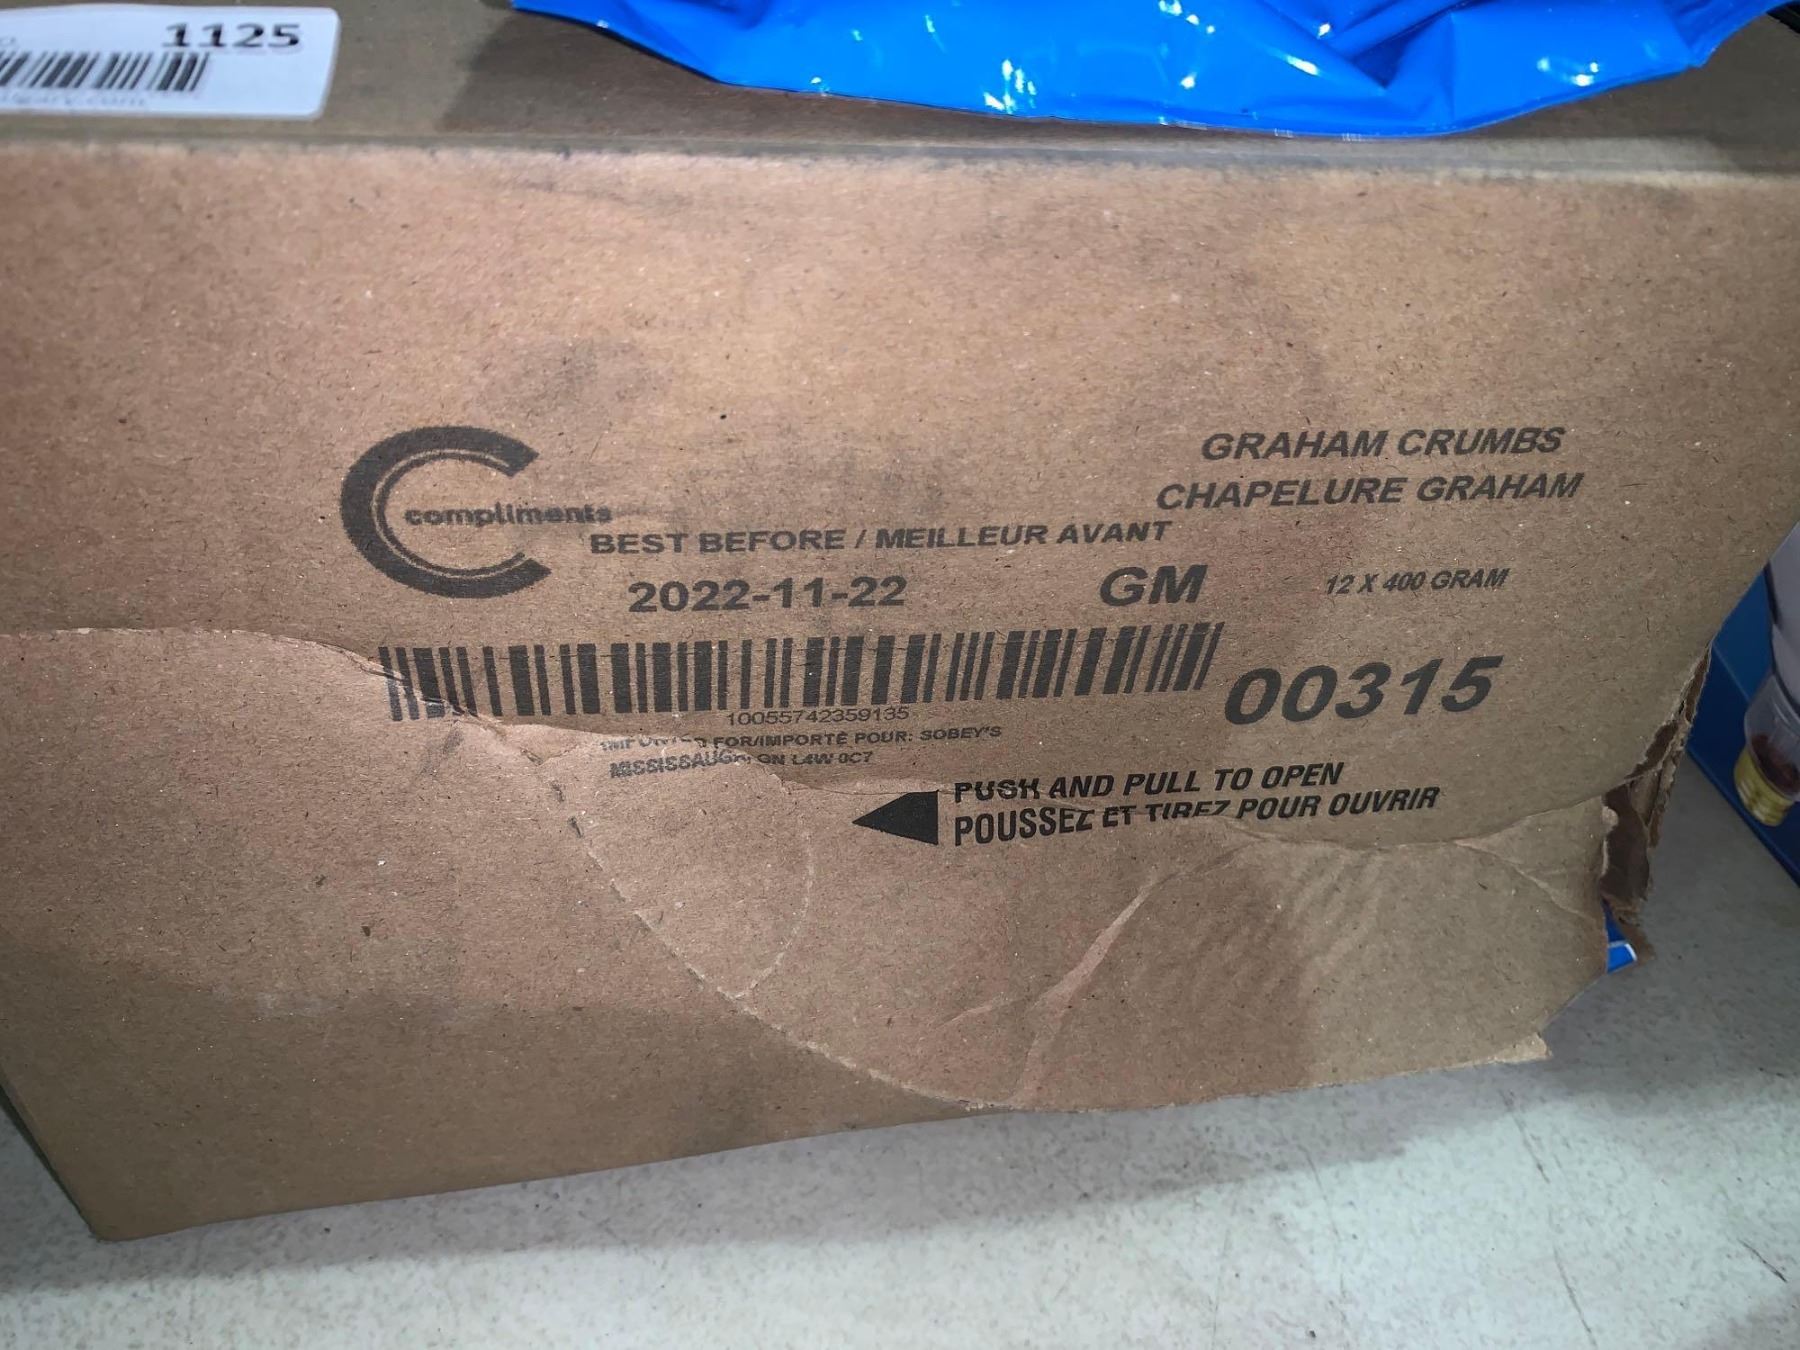 1125
compliments
GRAHAM CRUMBS
CHAPELURE GRAHAM
BEST BEFORE / MEILLEUR AVANT
2022-11-22
GM
12 X 400 GRAM
00315
10055742359135
FOR/IMPORTÉ POUR: SOBEY'S
MISSISSAUGA ON L4W 0C7
PUSH AND PULL TO OPEN
POUSSEZ ET TIREZ POUR OUVRIR